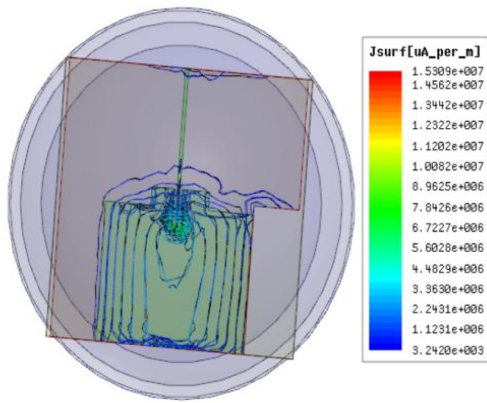 Jsurf[uA_per_m]
1.5309e+007
1.4562e+007
1.3442e+007
1.2322e+007
1.1202e+007
1.0082e+007
8.9625e+006
7.8426e+006
6.7227e+006
5.6028e+006
4.4829e+006
3.3630e+006
2.2431e+006
1.1231e+006
3.2420e+003